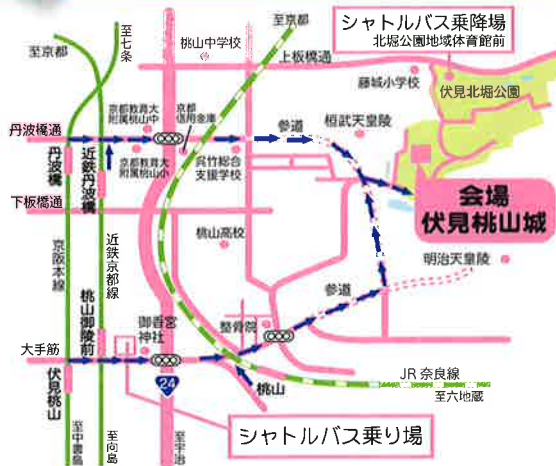 至京都
シャトルバス乗降場
北堀公園地域体育館前
至七条
至京都
桃山中学校
上板橋通
藤城小学校
伏見北堀公園
京都教育大
附属桃山中
京都
信用金庫
参道
桓武天皇陵
丹波橋通
丹波橋
近鉄丹波橋
京都教育大
附属桃山小
呉竹総合
支援学校
会場
伏見桃山城
下板橋通
桃山高校
明治天皇陵
京阪本線
近鉄京都線
桃山御陵前
御香宮
神社
整骨院
参道
大手筋
伏見桃山
24
桃山
JR 奈良線
至六地蔵
シャトルバス乗り場
至中書島
至向島
至宇治